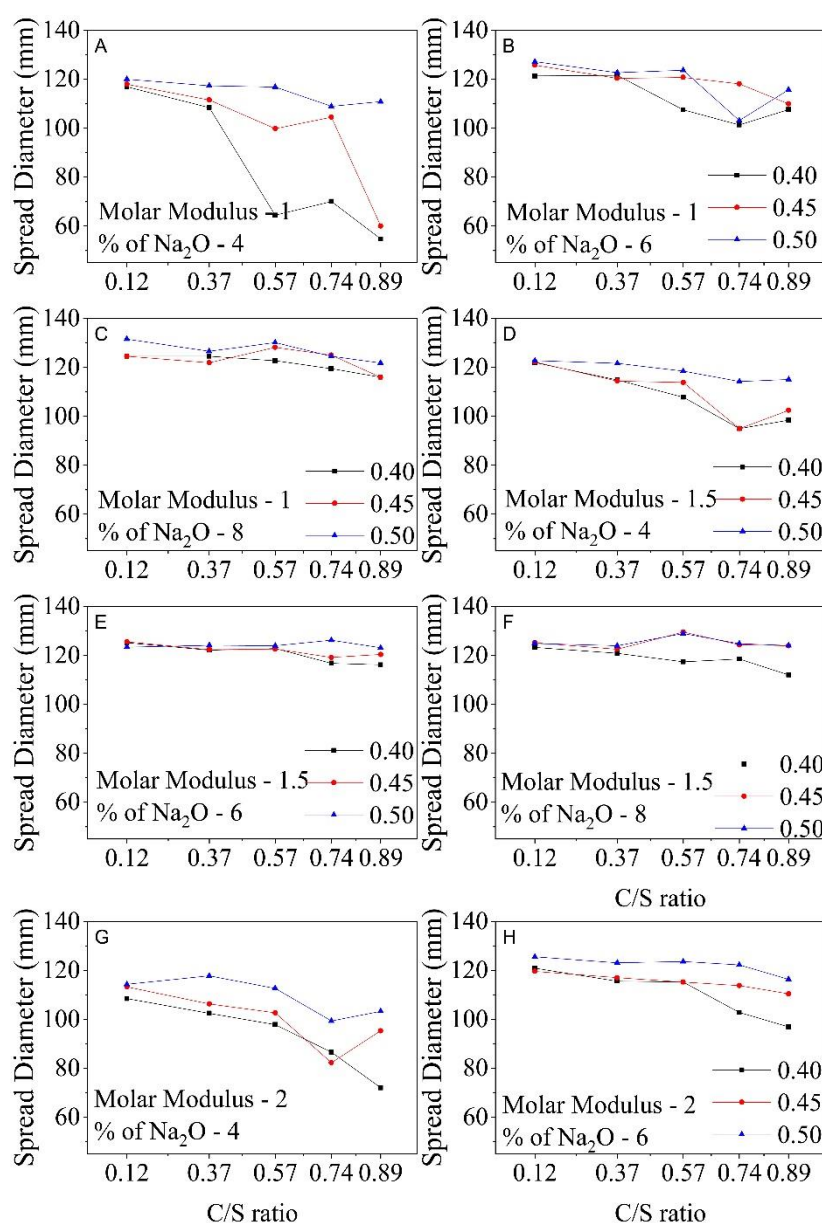 A
Spread Diameter (mm)
140
120
100
80
60
Molar Modulus - 1
% of Na₂O - 4
0.12 0.37 0.57 0.74 0.89
B
Spread Diameter (mm)
140
120
100
80
60
0.40
0.45
0.50
Molar Modulus - 1
% of Na₂O - 6
0.12 0.37 0.57 0.74 0.89
C
Spread Diameter (mm)
140
120
100
80
60
0.40
0.45
0.50
Molar Modulus - 1
% of Na₂O - 8
0.12 0.37 0.57 0.74 0.89
D
Spread Diameter (mm)
140
120
100
80
60
0.40
0.45
0.50
Molar Modulus - 1.5
% of Na₂O - 4
0.12 0.37 0.57 0.74 0.89
E
Spread Diameter (mm)
140
120
100
80
60
0.40
0.45
0.50
Molar Modulus - 1.5
% of Na₂O - 6
0.12 0.37 0.57 0.74 0.89
F
Spread Diameter (mm)
140
120
100
80
60
0.40
0.45
0.50
Molar Modulus - 1.5
% of Na₂O - 8
0.12 0.37 0.57 0.74 0.89
C/S ratio
G
Spread Diameter (mm)
140
120
100
80
60
Molar Modulus - 2
% of Na₂O - 4
0.12 0.37 0.57 0.74 0.89
C/S ratio
H
Spread Diameter (mm)
140
120
100
80
60
0.40
0.45
0.50
Molar Modulus - 2
% of Na₂O - 6
0.12 0.37 0.57 0.74 0.89
C/S ratio